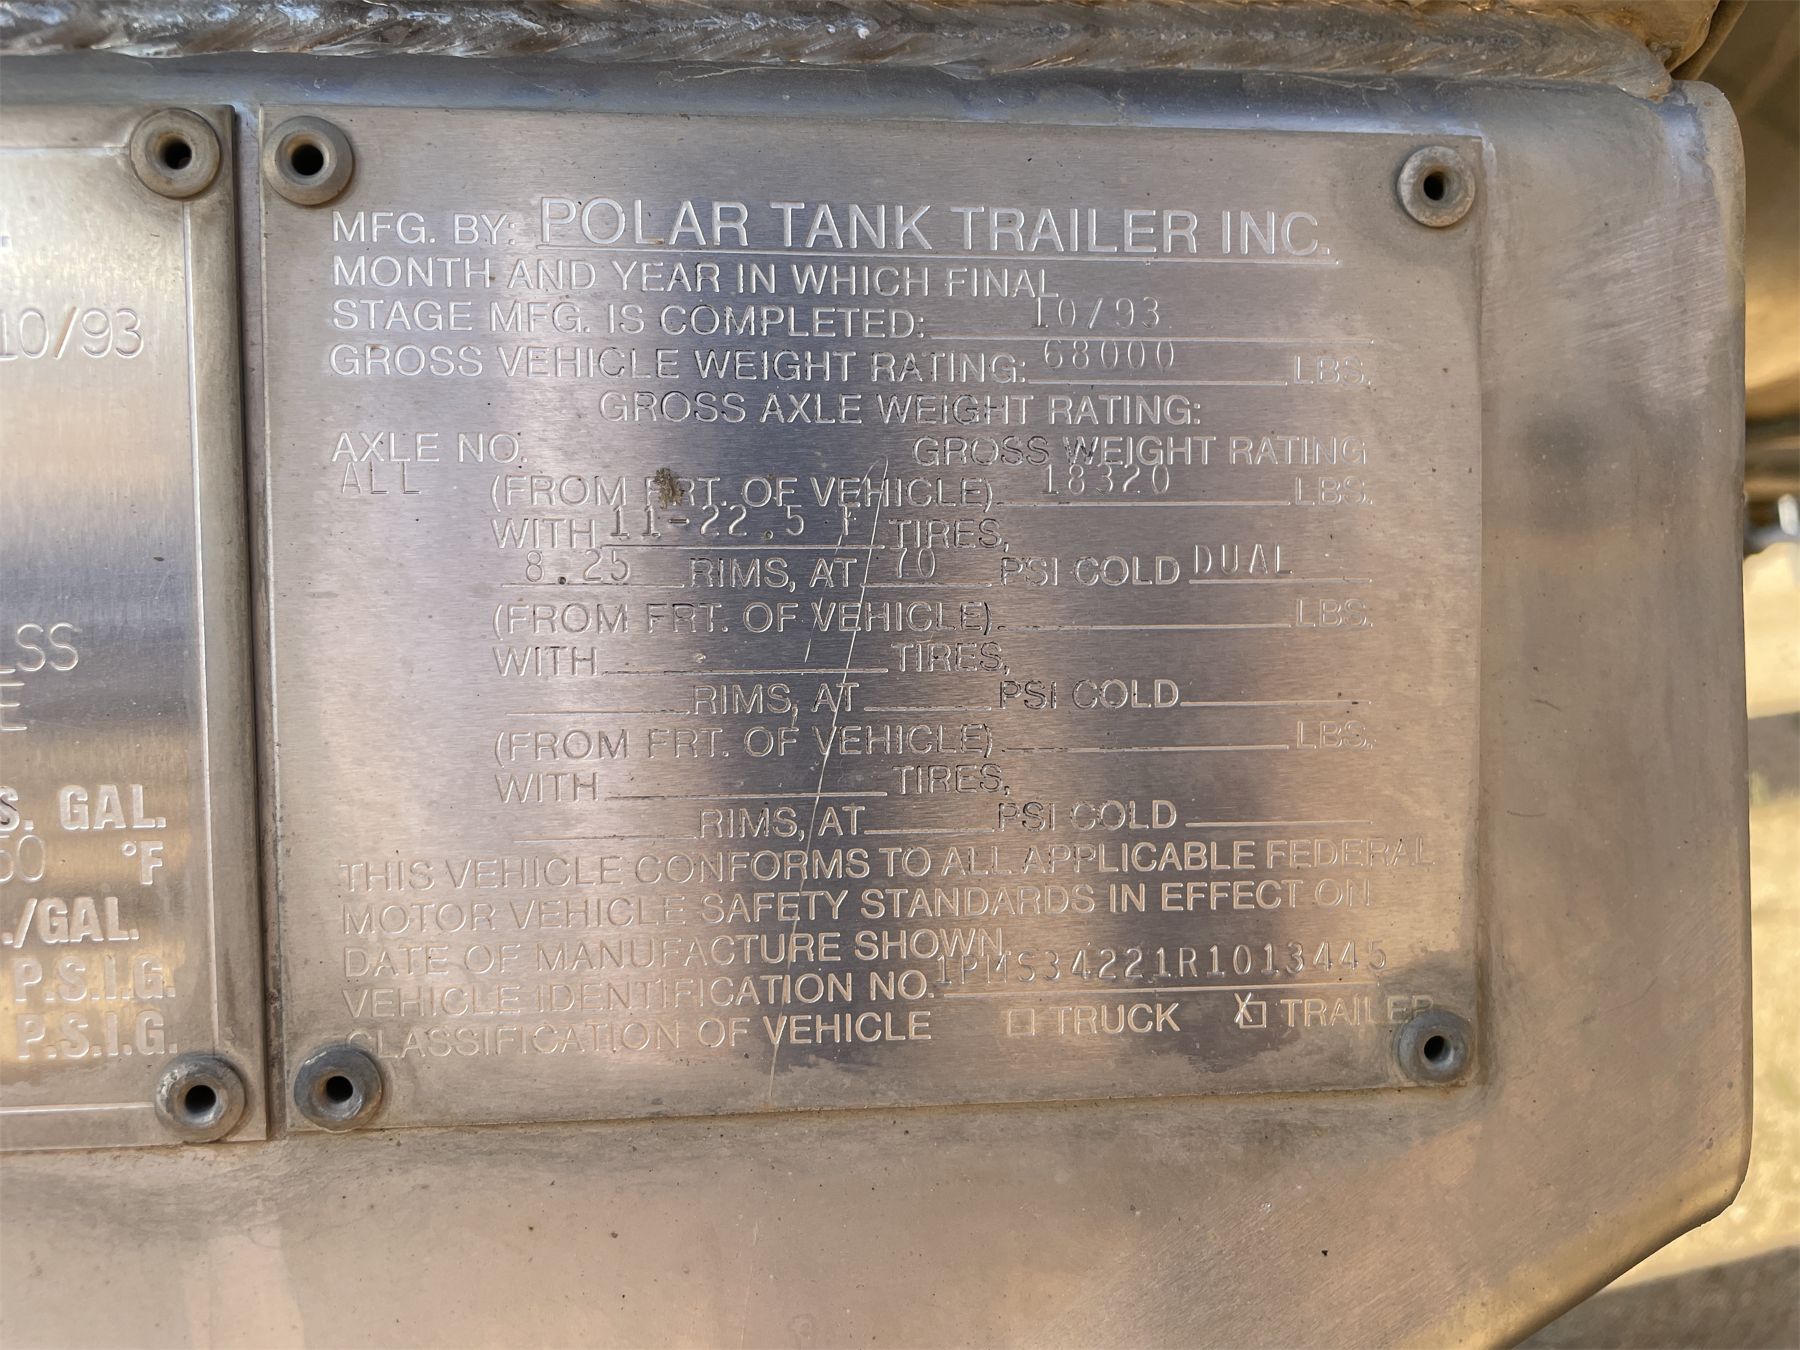 10/93
LSS
E
S. GAL.
50 °F
./GAL.
P.S.I.G.
P.S.I.G.
MFG. BY: POLAR TANK TRAILER INC.
MONTH AND YEAR IN WHICH FINAL
STAGE MFG. IS COMPLETED: 10/93
GROSS VEHICLE WEIGHT RATING: 68000 LBS.
GROSS AXLE WEIGHT RATING:
AXLE NO. GROSS WEIGHT RATING
ALL (FROM FRT. OF VEHICLE) 18320 LBS.
WITH 11-22.5 F TIRES,
8.25 RIMS, AT 70 PSI COLD DUAL
(FROM FRT. OF VEHICLE) LBS.
WITH TIRES,
RIMS, AT PSI COLD
(FROM FRT. OF VEHICLE) LBS.
WITH TIRES,
RIMS, AT PSI COLD
THIS VEHICLE CONFORMS TO ALL APPLICABLE FEDERAL
MOTOR VEHICLE SAFETY STANDARDS IN EFFECT ON
DATE OF MANUFACTURE SHOWN.
VEHICLE IDENTIFICATION NO. 1PMS34221R1013445
CLASSIFICATION OF VEHICLE □ TRUCK X□ TRAILER